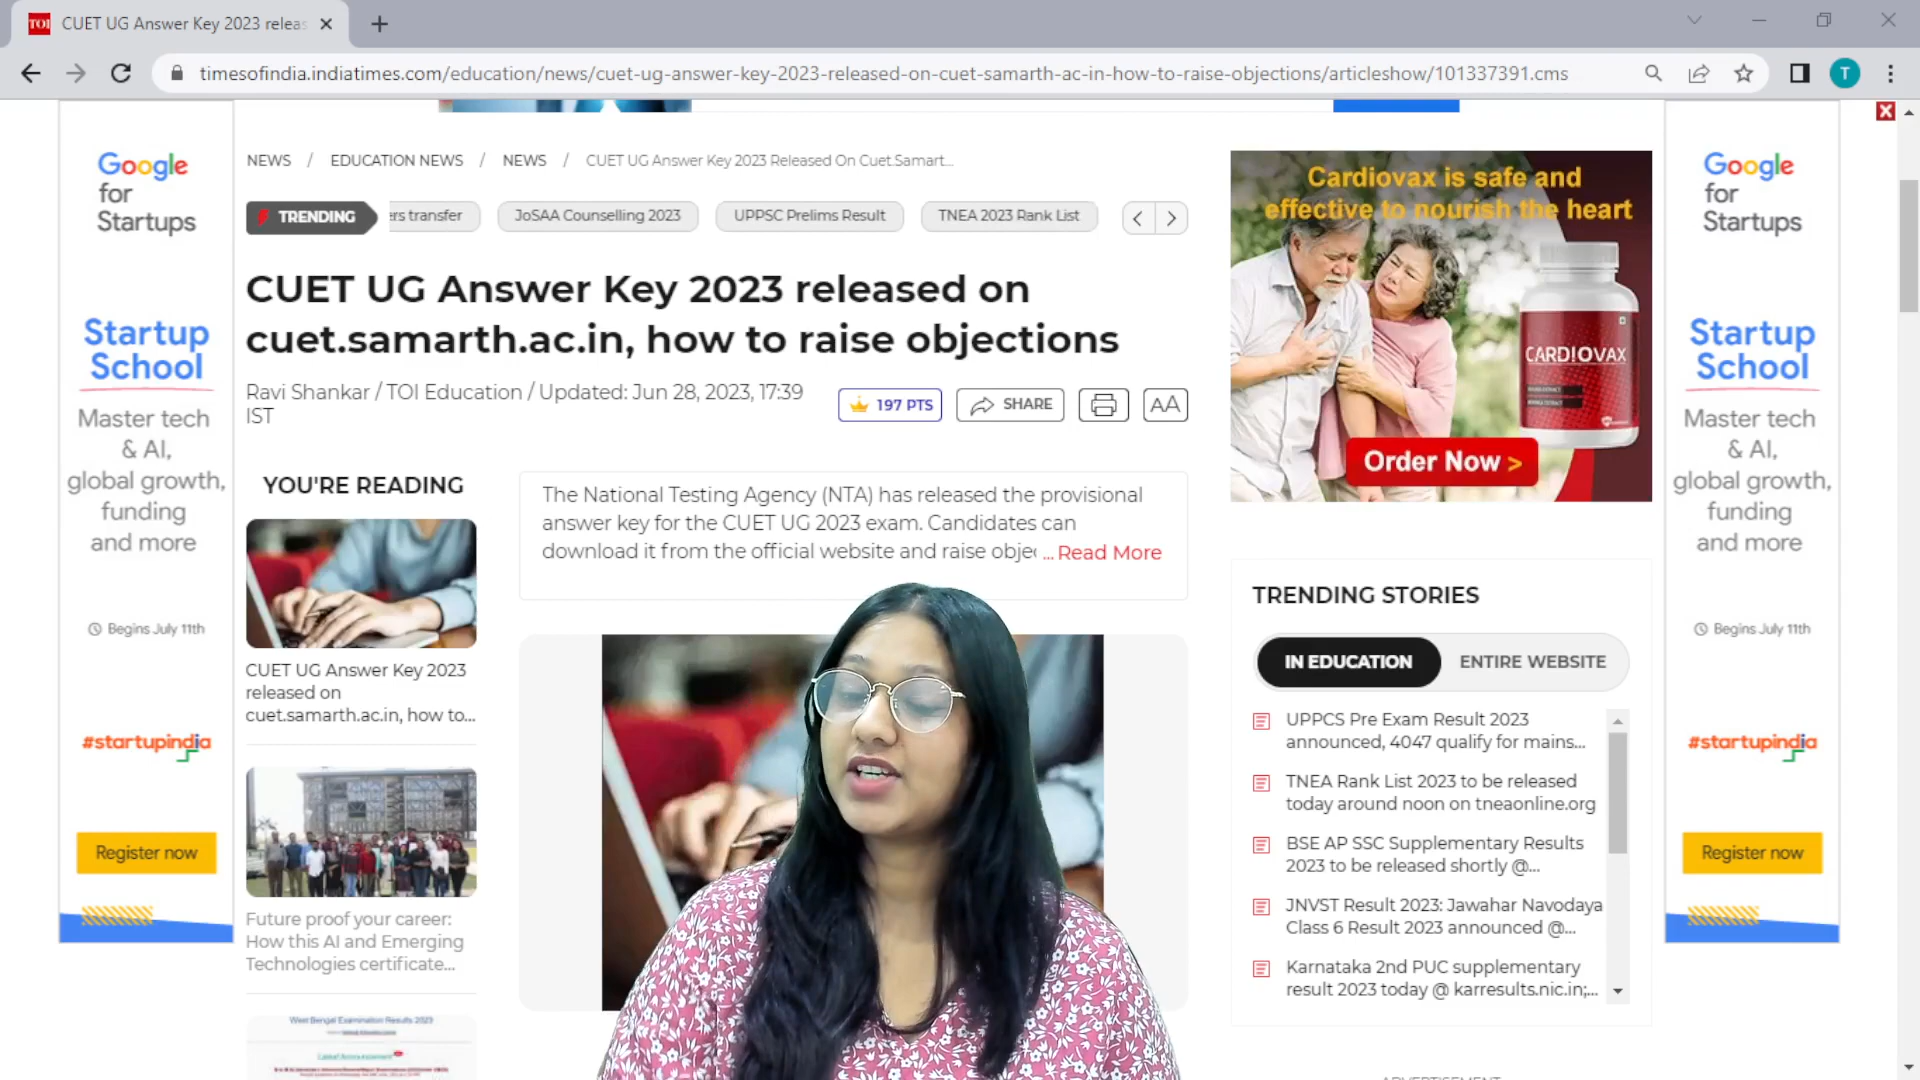 TOI CUET UG Answer Key 2023 releas
timesofindia.indiatimes.com/education/news/cuet-ug-answer-key-2023-released-on-cuet-samarth-ac-in-how-to-raise-objections/articleshow/101337391.cms
T
Google
for
Startups
Startup
School
Master tech
& AI,
global growth,
funding
and more
Begins July 11th
#startupindia
Register now
NEWS / EDUCATION NEWS / NEWS / CUET UG Answer Key 2023 Released On Cuet.Samart...
TRENDING
ers transfer
JoSAA Counselling 2023
UPPSC Prelims Result
TNEA 2023 Rank List
CUET UG Answer Key 2023 released on
cuet.samarth.ac.in, how to raise objections
Ravi Shankar / TOI Education / Updated: Jun 28, 2023, 17:39
IST
197 PTS
SHARE
AA
YOU'RE READING
CUET UG Answer Key 2023
released on
cuet.samarth.ac.in, how to...
Future proof your career:
How this AI and Emerging
Technologies certificate...
West Bengal Examination Results 2023
The National Testing Agency (NTA) has released the provisional
answer key for the CUET UG 2023 exam. Candidates can
download it from the official website and raise obje ... Read More
Cardiovax is safe and
effective to nourish the heart
CARDIOVAX
Order Now >
TRENDING STORIES
IN EDUCATION
ENTIRE WEBSITE
UPPCS Pre Exam Result 2023
announced, 4047 qualify for mains...
TNEA Rank List 2023 to be released
today around noon on tneaonline.org
BSE AP SSC Supplementary Results
2023 to be released shortly @...
JNVST Result 2023: Jawahar Navodaya
Class 6 Result 2023 announced @...
Karnataka 2nd PUC supplementary
result 2023 today @ karresults.nic.in;...
Google
for
Startups
Startup
School
Master tech
& AI,
global growth,
funding
and more
Begins July 11th
#startupindia
Register now